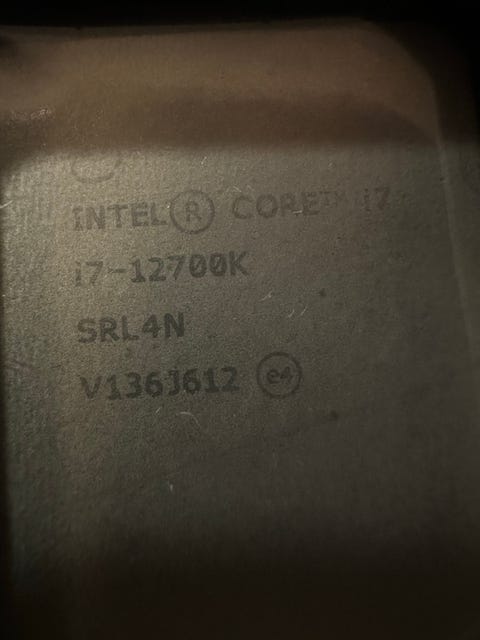 INTEL® CORE™ i7
i7-12700K
SRL4N
V136J612 e4